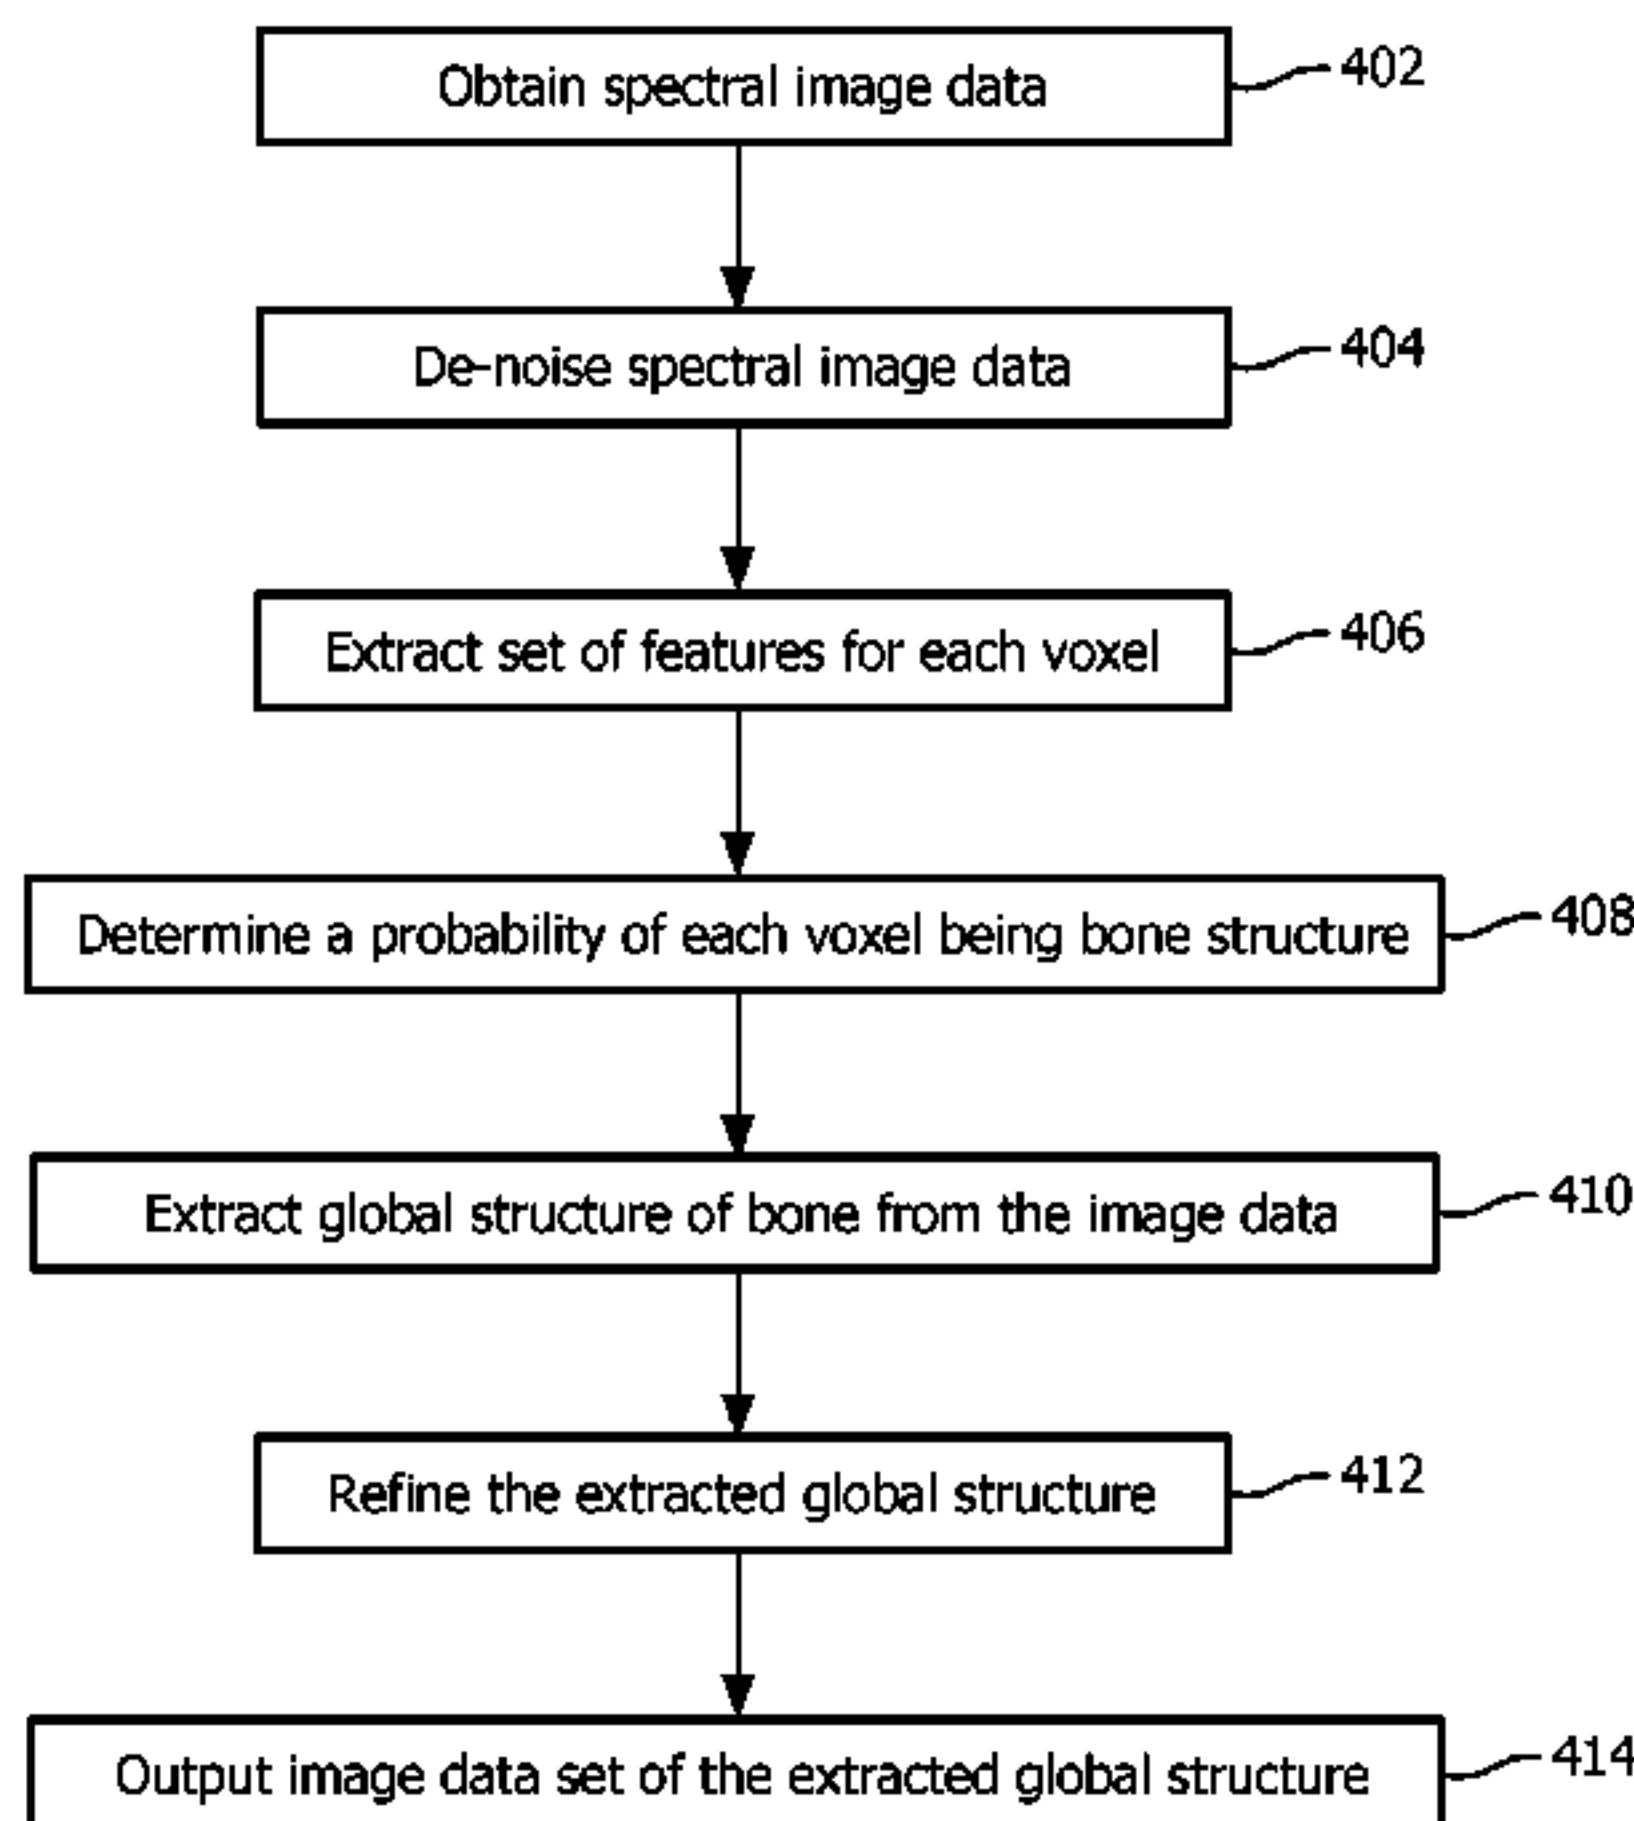 Obtain spectral image data
402
De-noise spectral image data
404
Extract set of features for each voxel
406
Determine a probability of each voxel being bone structure
408
Extract global structure of bone from the image data
410
Refine the extracted global structure
412
Output image data set of the extracted global structure
414